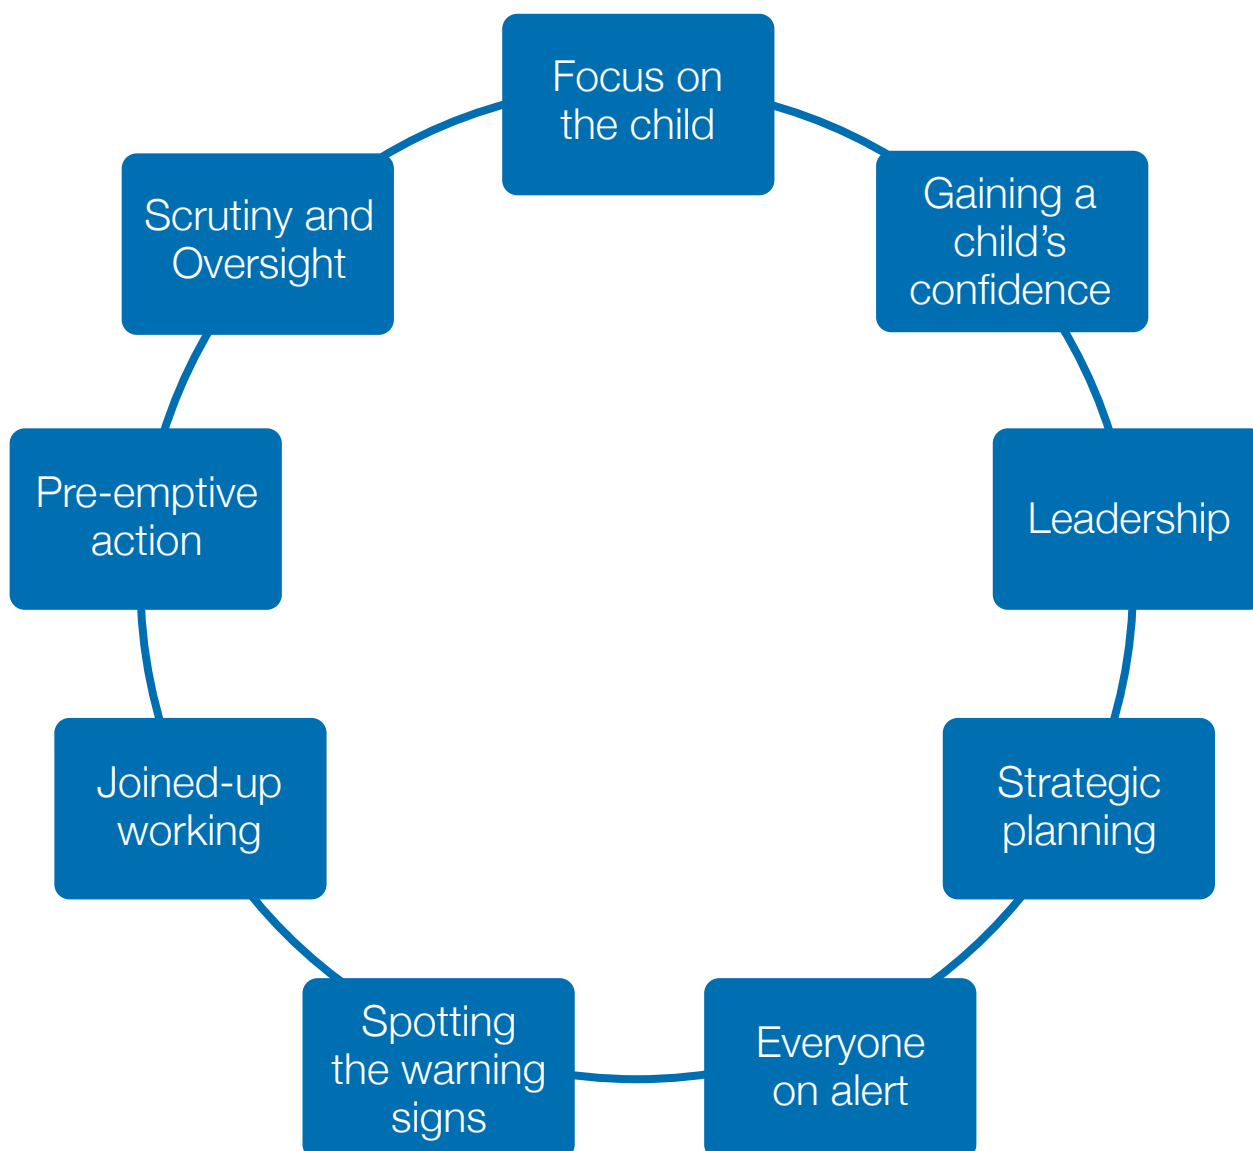 Focus on
the child
Gaining a
child’s
confidence
Leadership
Strategic
planning
Everyone
on alert
Spotting
the warning
signs
Joined-up
working
Pre-emptive
action
Scrutiny and
Oversight